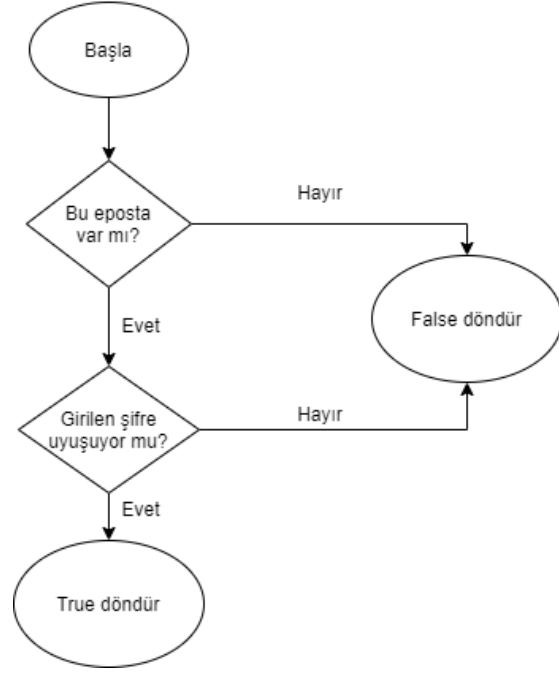 Başla
Bu eposta
var mı?
Hayır
False döndür
Evet
Girilen şifre
uyuşuyor mu?
Hayır
Evet
True döndür